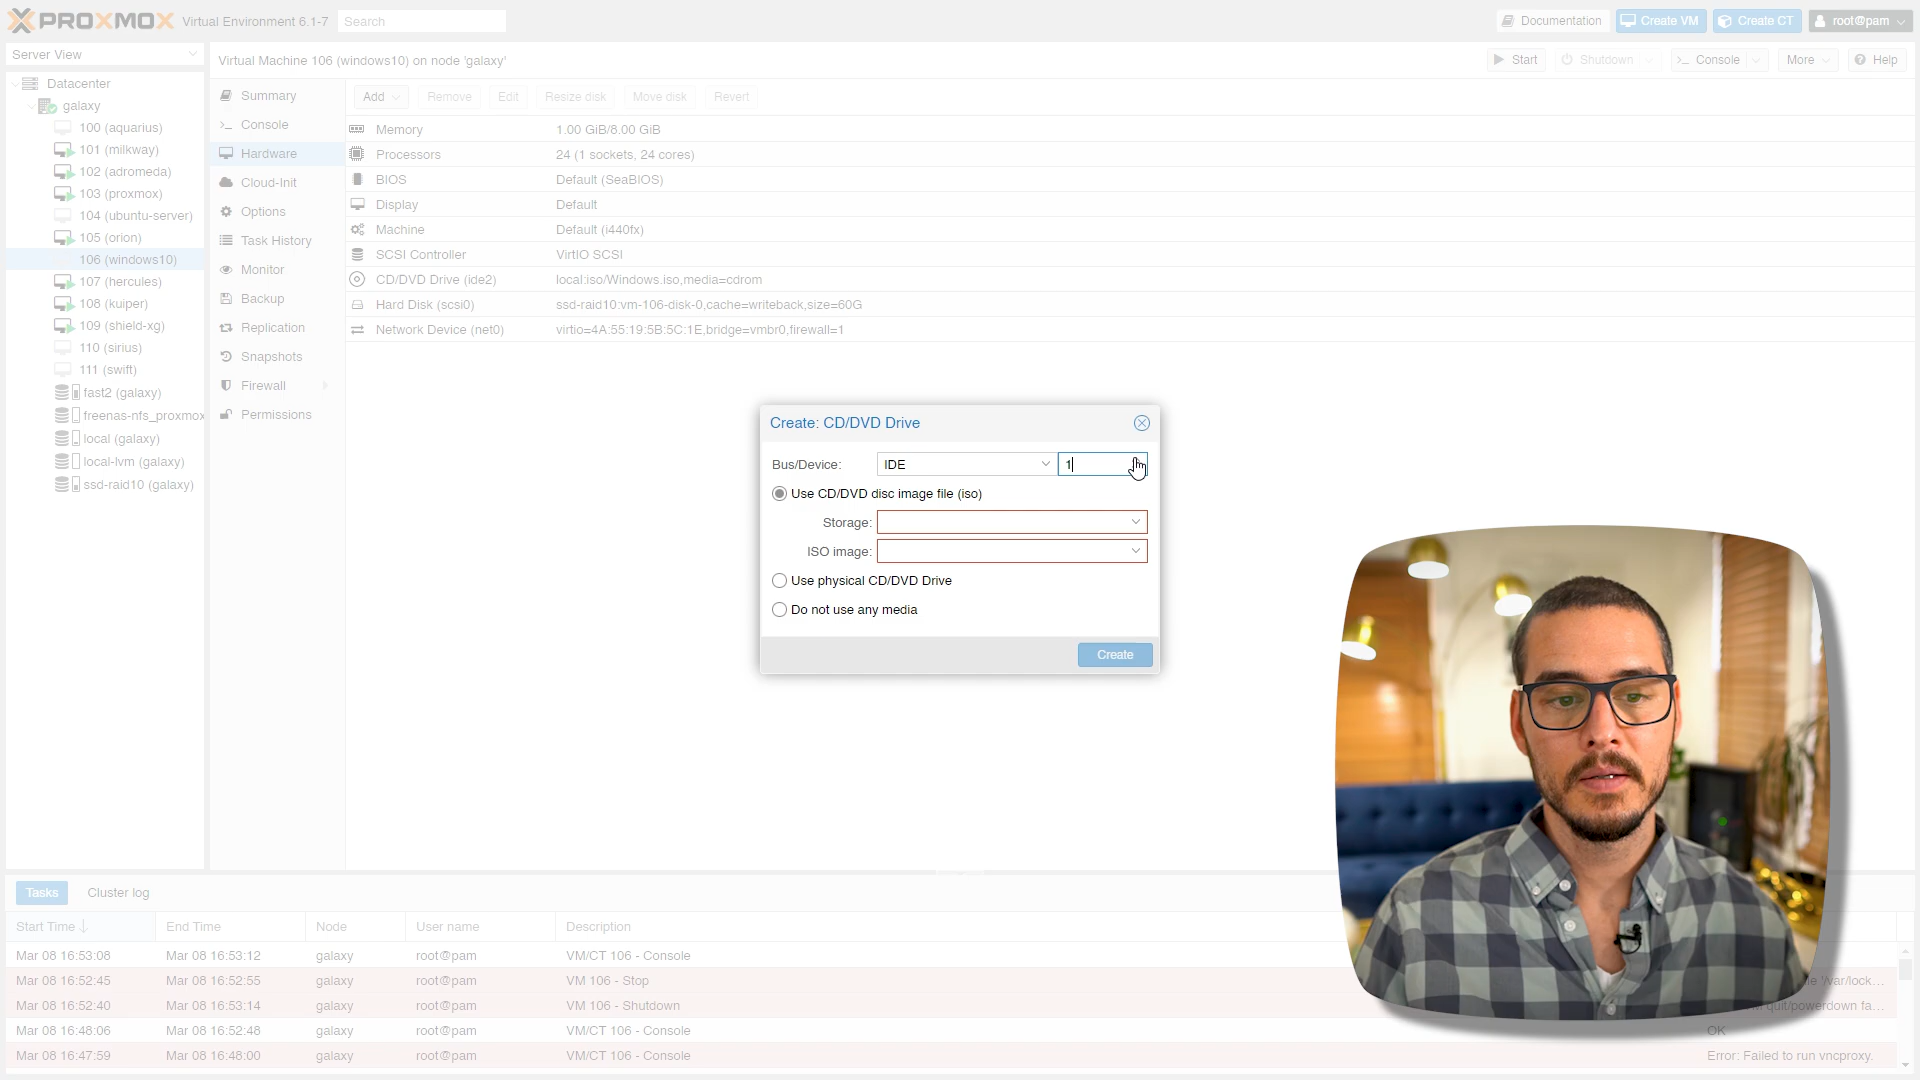 PROXMOX Virtual Environment 6.1-7 Search Documentation Create VM Create CT root@pam
Server View
Virtual Machine 106 (windows10) on node 'galaxy' Start Shutdown Console More Help
Datacenter
galaxy
100 (aquarius)
101 (milkway)
102 (adromeda)
103 (proxmox)
104 (ubuntu-server)
105 (orion)
106 (windows10)
107 (hercules)
108 (kuiper)
109 (shield-xg)
110 (sirius)
111 (swift)
fast2 (galaxy)
freenas-nfs_proxmox
local (galaxy)
local-lvm (galaxy)
ssd-raid10 (galaxy)
Summary
Console
Hardware
Cloud-Init
Options
Task History
Monitor
Backup
Replication
Snapshots
Firewall
Permissions
Add Remove Edit Resize disk Move disk Revert
Memory 1.00 GiB/8.00 GiB
Processors 24 (1 sockets, 24 cores)
BIOS Default (SeaBIOS)
Display Default
Machine Default (i440fx)
SCSI Controller VirtIO SCSI
CD/DVD Drive (ide2) local:iso/Windows.iso,media=cdrom
Hard Disk (scsi0) ssd-raid10:vm-106-disk-0,cache=writeback,size=60G
Network Device (net0) virtio=4A:55:19:5B:5C:1E,bridge=vmbr0,firewall=1
Create: CD/DVD Drive
Bus/Device: IDE 1
Use CD/DVD disc image file (iso)
Storage:
ISO image:
Use physical CD/DVD Drive
Do not use any media
Create
Tasks Cluster log
Start Time End Time Node User name Description
Mar 08 16:53:08 Mar 08 16:53:12 galaxy root@pam VM/CT 106 - Console
Mar 08 16:52:45 Mar 08 16:52:55 galaxy root@pam VM 106 - Stop /var/lock...
Mar 08 16:52:40 Mar 08 16:53:14 galaxy root@pam VM 106 - Shutdown quit/powerdown fa...
Mar 08 16:48:06 Mar 08 16:52:48 galaxy root@pam VM/CT 106 - Console OK
Mar 08 16:47:59 Mar 08 16:48:00 galaxy root@pam VM/CT 106 - Console Error: Failed to run vncproxy.